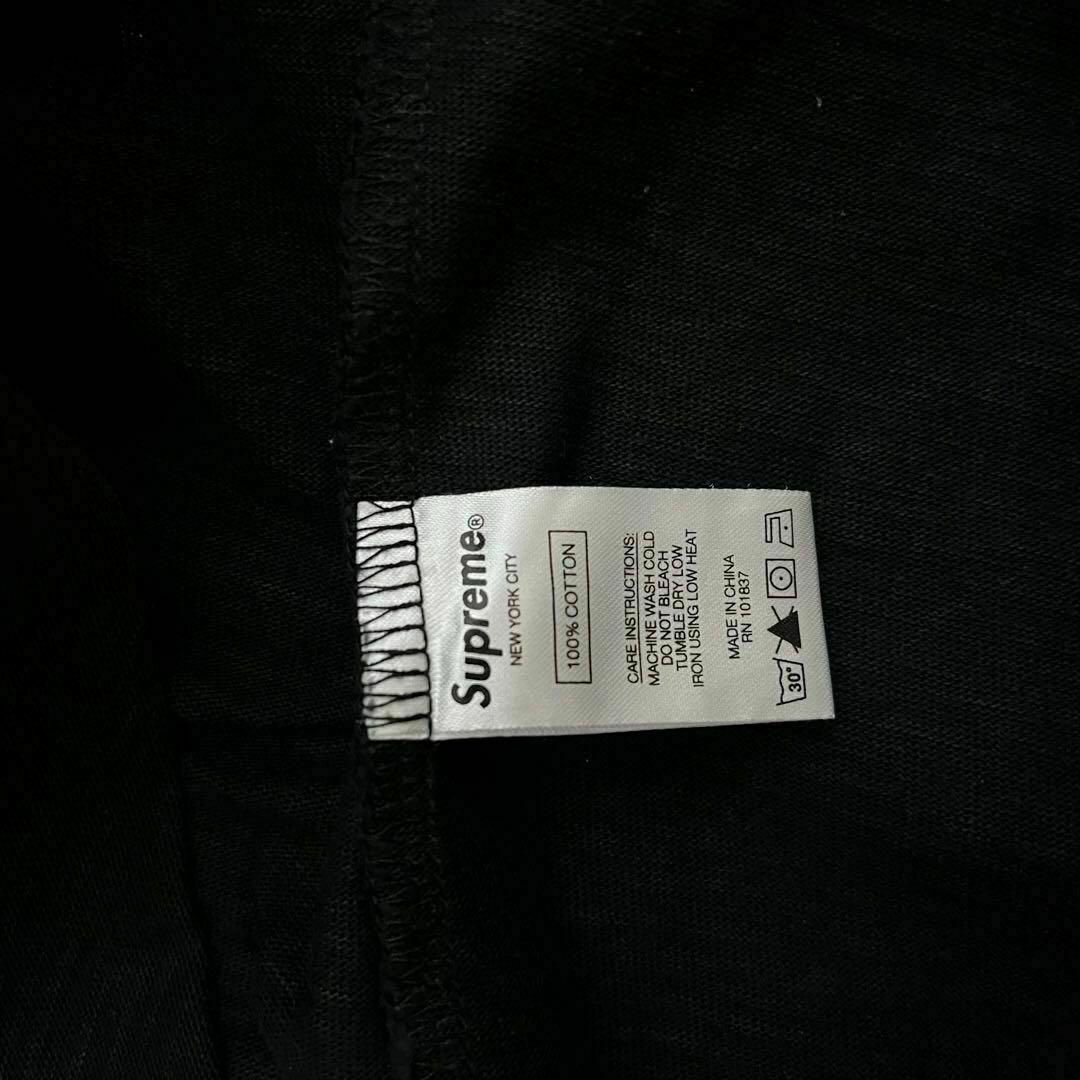 Supreme®
NEW YORK CITY
100% COTTON
CARE INSTRUCTIONS:
MACHINE WASH COLD
DO NOT BLEACH
TUMBLE DRY LOW
IRON USING LOW HEAT
MADE IN CHINA
RN 101837
30°